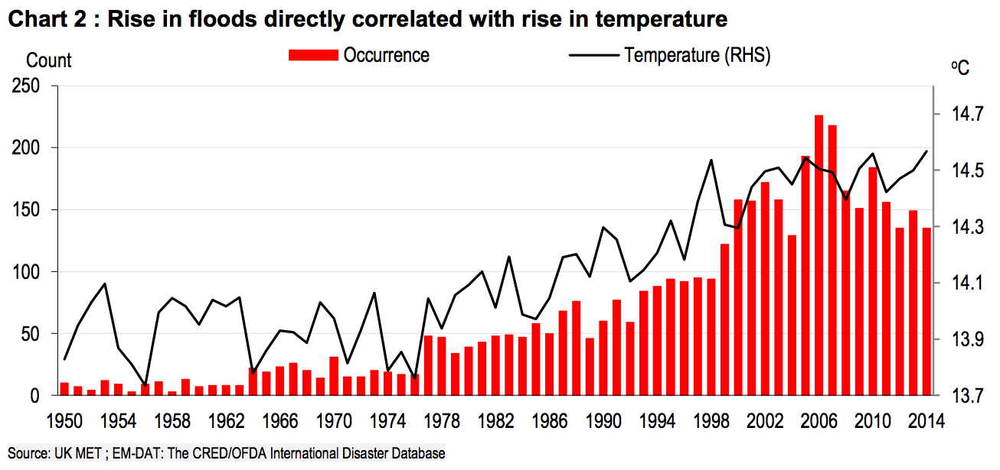 Chart 2 : Rise in floods directly correlated with rise in temperature
Count
Occurrence
Temperature (RHS)
ºC
250
200
150
100
50
0
14.7
14.5
14.3
14.1
13.9
13.7
1950 1954 1958 1962 1966 1970 1974 1978 1982 1986 1990 1994 1998 2002 2006 2010 2014
Source: UK MET ; EM-DAT: The CRED/OFDA International Disaster Database